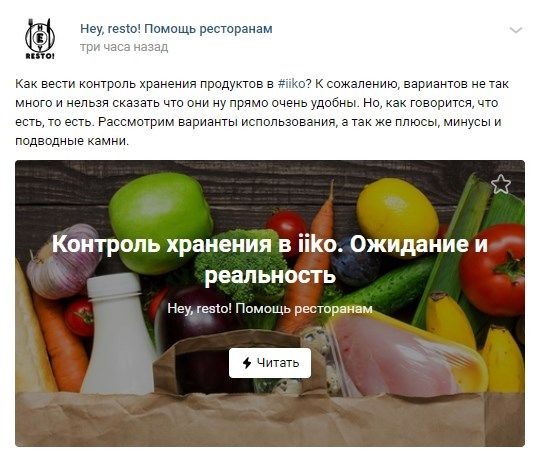 Hey, resto! Помощь ресторанам
три часа назад
HEY
RESTO!
Как вести контроль хранения продуктов в #iiko? К сожалению, вариантов не так
много и нельзя сказать что они ну прямо очень удобны. Но, как говорится, что
есть, то есть. Рассмотрим варианты использования, а так же плюсы, минусы и
подводные камни.
Контроль хранения в iiko. Ожидание и
реальность
Hey, resto! Помощь ресторанам
Читать